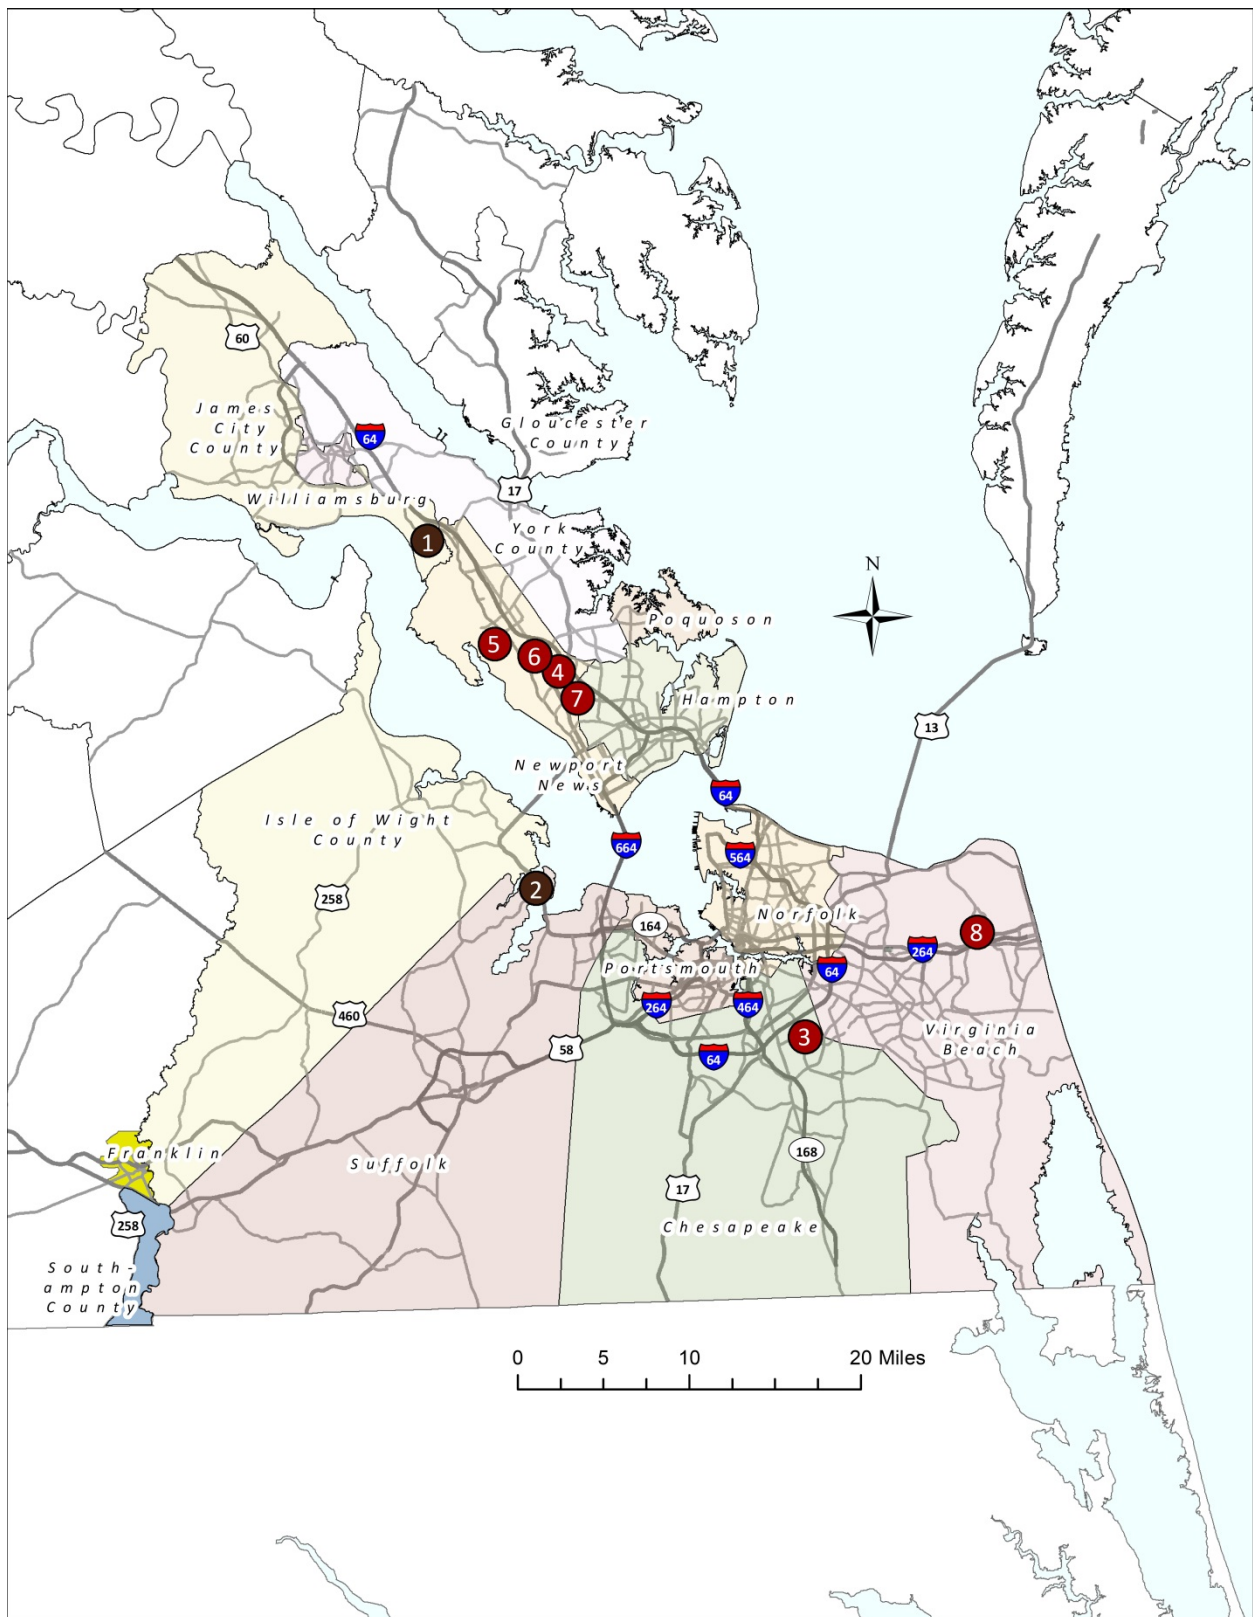 60
James
City
County
64
Gloucester
County
17
Williamsburg
York
County
1
N
Poquoson
5
6
4
7
Hampton
13
Newport
News
64
Isle of Wight
County
664
564
2
258
164
Norfolk
8
264
64
Portsmouth
264
464
460
58
3
Virginia
Beach
64
Franklin
Suffolk
168
17
258
Chesapeake
South-
ampton
County
0 5 10 20 Miles